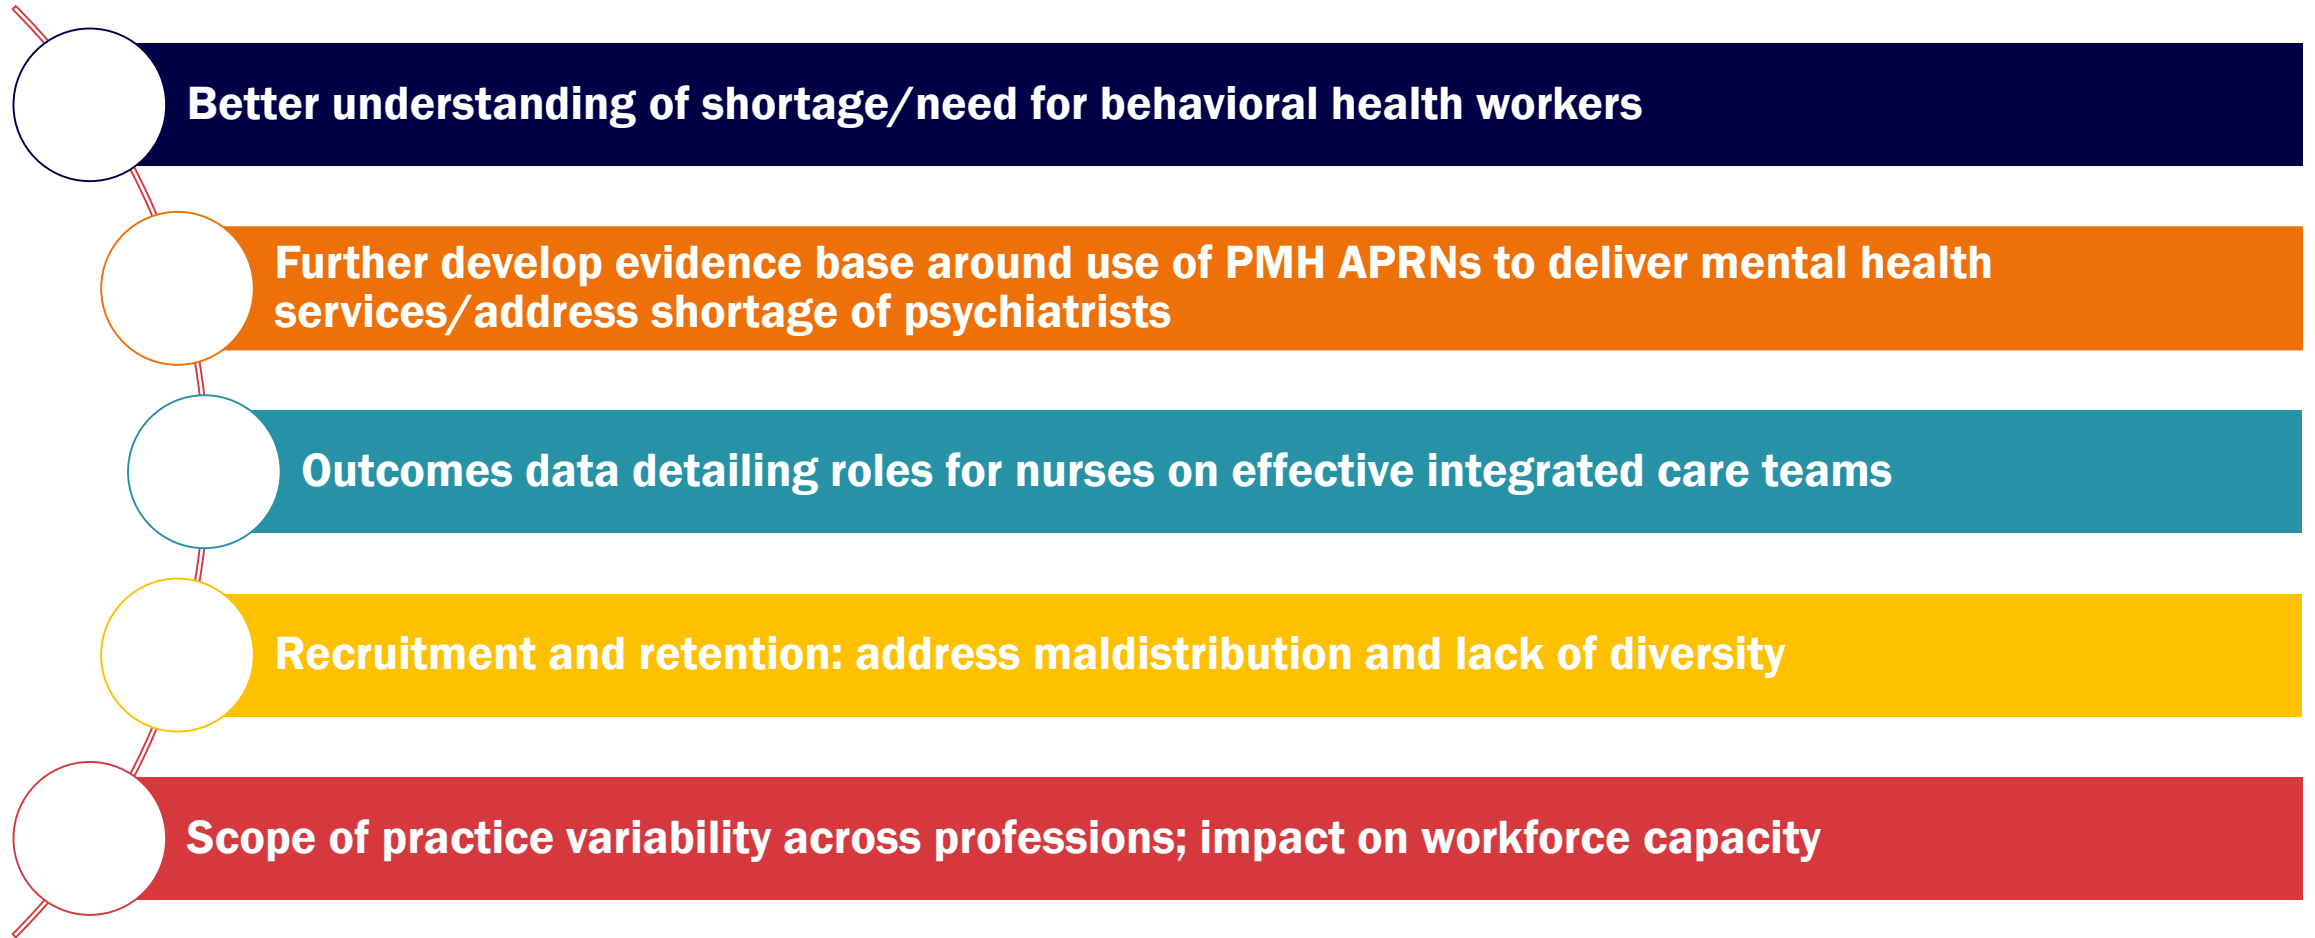 Better understanding of shortage/need for behavioral health workers
Further develop evidence base around use of PMH APRNs to deliver mental health
services/address shortage of psychiatrists
Outcomes data detailing roles for nurses on effective integrated care teams
Recruitment and retention: address maldistribution and lack of diversity
Scope of practice variability across professions; impact on workforce capacity